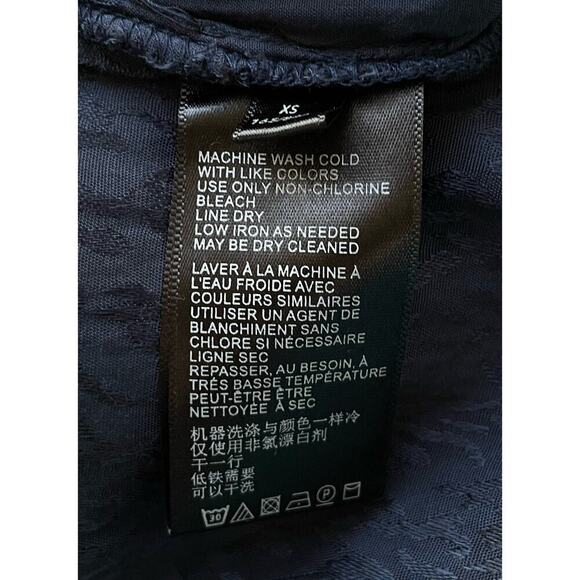 XS
MACHINE WASH COLD
WITH LIKE COLORS
USE ONLY NON-CHLORINE
BLEACH
LINE DRY
LOW IRON AS NEEDED
MAY BE DRY CLEANED
LAVER À LA MACHINE À
L'EAU FROIDE AVEC
COULEURS SIMILAIRES
UTILISER UN AGENT DE
BLANCHIMENT SANS
CHLORE SI NÉCESSAIRE
LIGNE SEC
REPASSER, AU BESOIN, À
TRÉS BASSE TEMPÉRATURE
PEUT-ÊTRE ÊTRE
NETTOYÉE À SEC
机器洗涤与颜色一样冷
仅使用非氯漂白剂
干一行
低铁需要
可以干洗
30 P